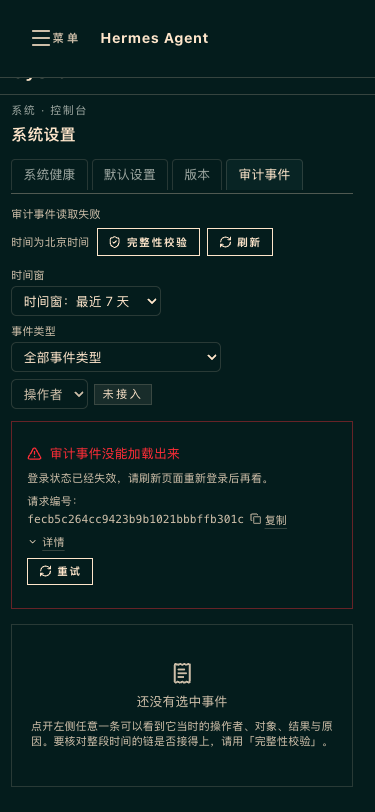 菜单
Hermes Agent
系统 · 控制台
系统设置
系统健康
默认设置
版本
审计事件
审计事件读取失败
时间为北京时间
完整性校验
刷新
时间窗
时间窗：最近 7 天
事件类型
全部事件类型
操作者
未接入
审计事件没能加载出来
登录状态已经失效，请刷新页面重新登录后再看。
请求编号：
fecb5c264cc9423b9b1021bbbffb301c
复制
详情
重试
还没有选中事件
点开左侧任意一条可以看到它当时的操作者、对象、结果与原
因。要核对整段时间的链是否接得上，请用「完整性校验」。